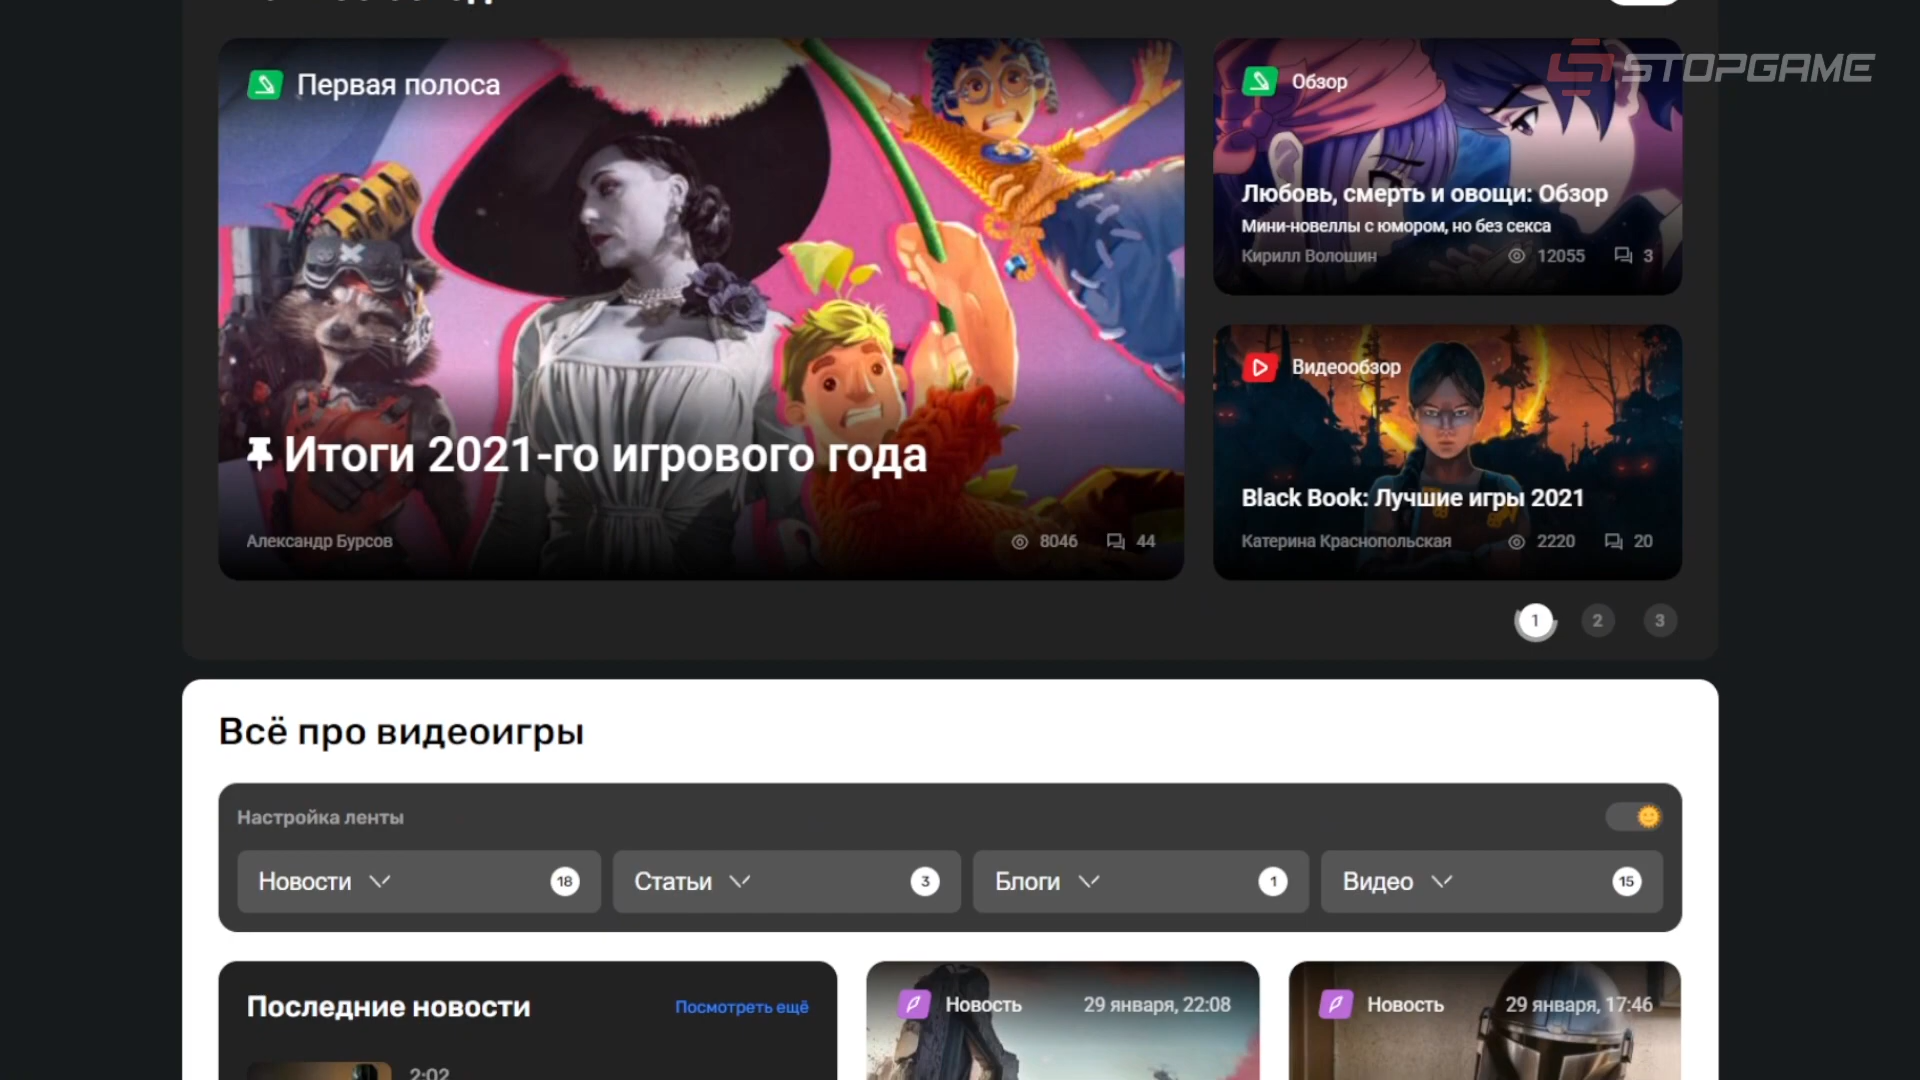 Первая полоса
Итоги 2021-го игрового года
Александр Бурсов
8046
44
STOPGAME
Обзор
Любовь, смерть и овощи: Обзор
Мини-новеллы с юмором, но без секса
Кирилл Волошин
12055
3
Видеообзор
Black Book: Лучшие игры 2021
Катерина Краснопольская
2220
20
1 2 3
Всё про видеоигры
Настройка ленты
Новости 18
Статьи 3
Блоги 1
Видео 15
Последние новости
Посмотреть ещё
2:02
Новость
29 января, 22:08
Новость
29 января, 17:46